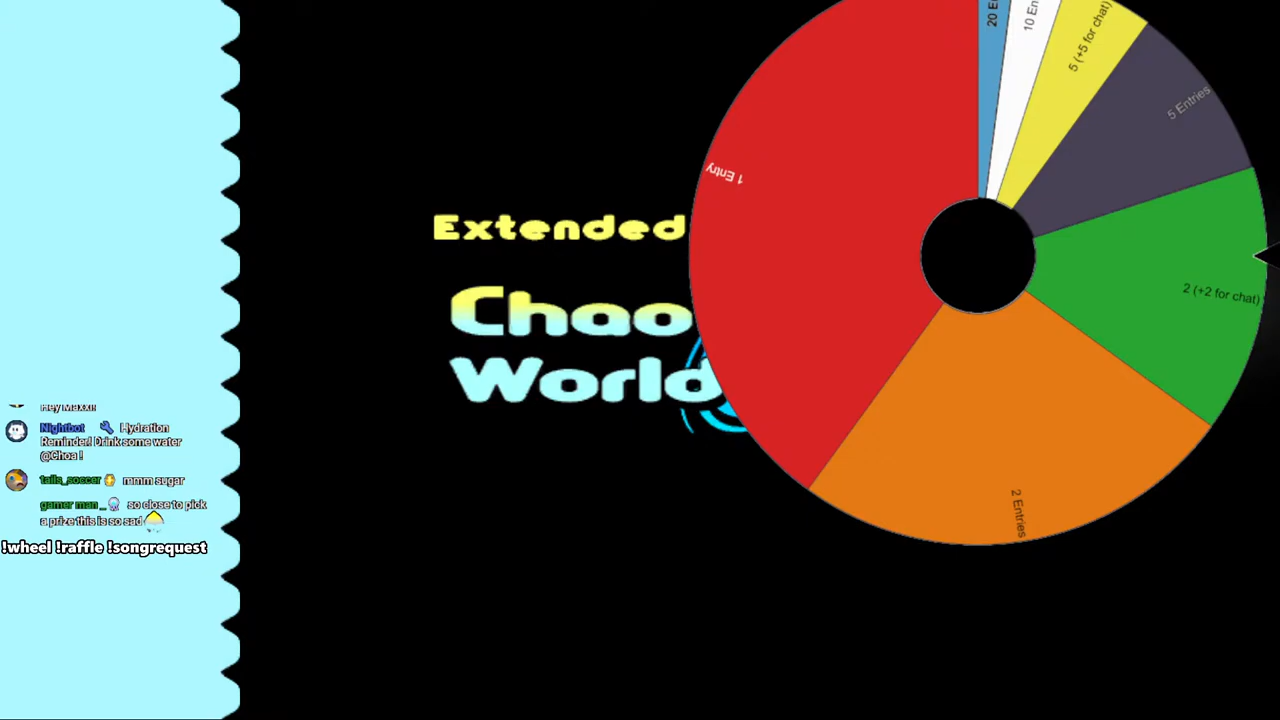 Hey Maxx!!
Nightbot Hydration
Reminder! Drink some water
@Choa !
tails_soccer mmm sugar
gamer man_ so close to pick
a prize this is so sad
!wheel !raffle !songrequest
Extended
Chao
World
1 Entry
20 En
10 En
5 (+5 for chat)
5 Entries
2 (+2 for chat)
2 Entries